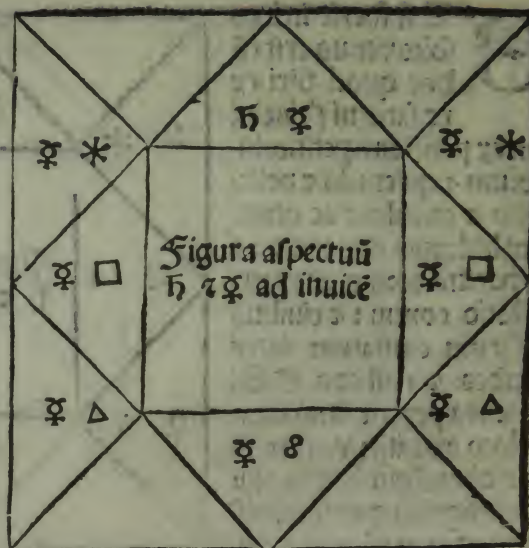 ♄ ☿
☿ ⚹ ☿ ⚹
Figura aſpectuū
♄ ⁊ ☿ ad inuicē
☿ □ ☿ □
☿ △ ☿ △
☿ ☍